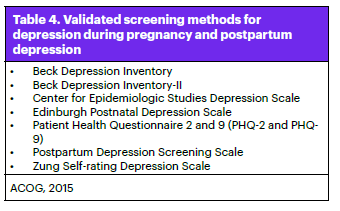 Table 4. Validated screening methods for
depression during pregnancy and postpartum
depression
• Beck Depression Inventory
• Beck Depression Inventory-II
• Center for Epidemiologic Studies Depression Scale
• Edinburgh Postnatal Depression Scale
• Patient Health Questionnaire 2 and 9 (PHQ-2 and PHQ-
9)
• Postpartum Depression Screening Scale
• Zung Self-rating Depression Scale
ACOG, 2015